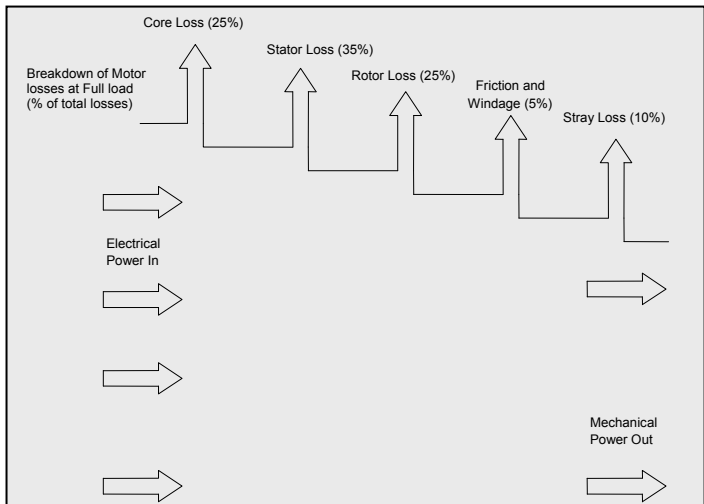 Core Loss (25%)
Stator Loss (35%)
Breakdown of Motor
losses at Full load
(% of total losses)
Rotor Loss (25%)
Friction and
Windage (5%)
Stray Loss (10%)
Electrical
Power In
Mechanical
Power Out